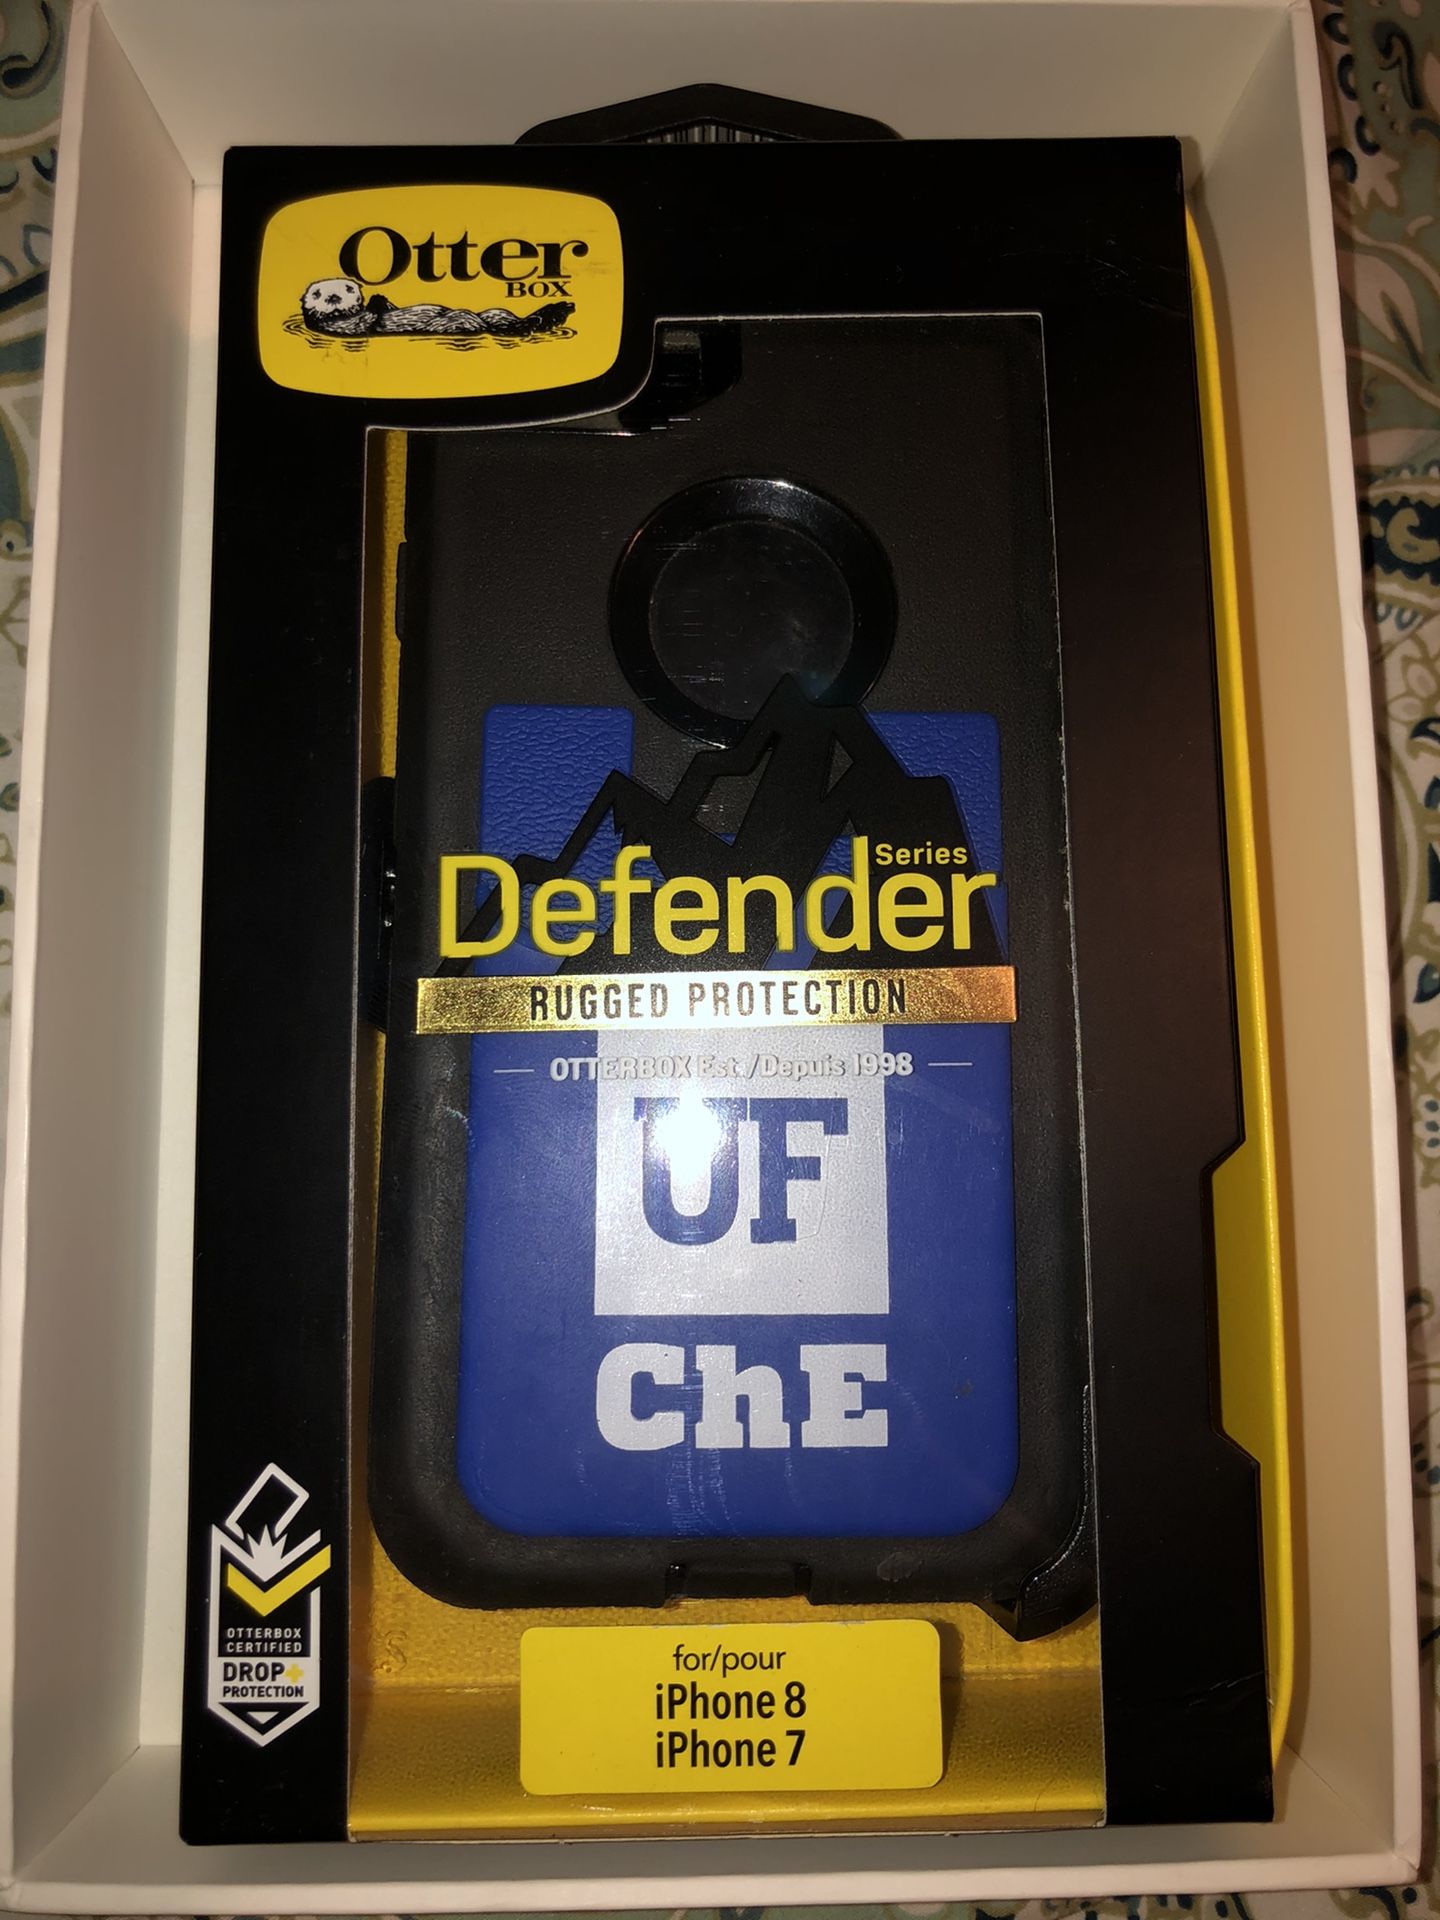 Otter
BOX
Series
Defender
RUGGED PROTECTION
OTTERBOX Est./Depuis 1998
UF
ChE
OTTERBOX
CERTIFIED
DROP+
PROTECTION
for/pour
iPhone 8
iPhone 7